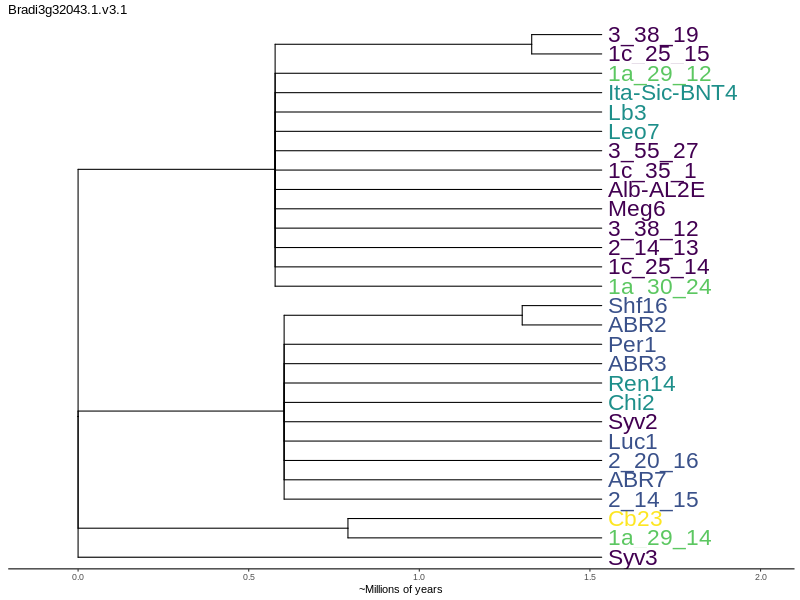 Bradi3g32043.1.v3.1
3_38_19
1c_25_15
1a_29_12
Ita-Sic-BNT4
Lb3
Leo7
3_55_27
1c_35_1
Alb-AL2E
Meg6
3_38_12
2_14_13
1c_25_14
1a_30_24
Shf16
ABR2
Per1
ABR3
Ren14
Chi2
Syv2
Luc1
2_20_16
ABR7
2_14_15
Cb23
1a_29_14
Syv3
0.0 0.5 1.0 1.5 2.0
~Millions of years